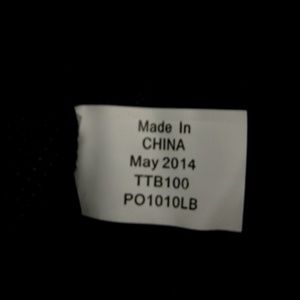 Made In
CHINA
May 2014
TTB100
PO1010LB